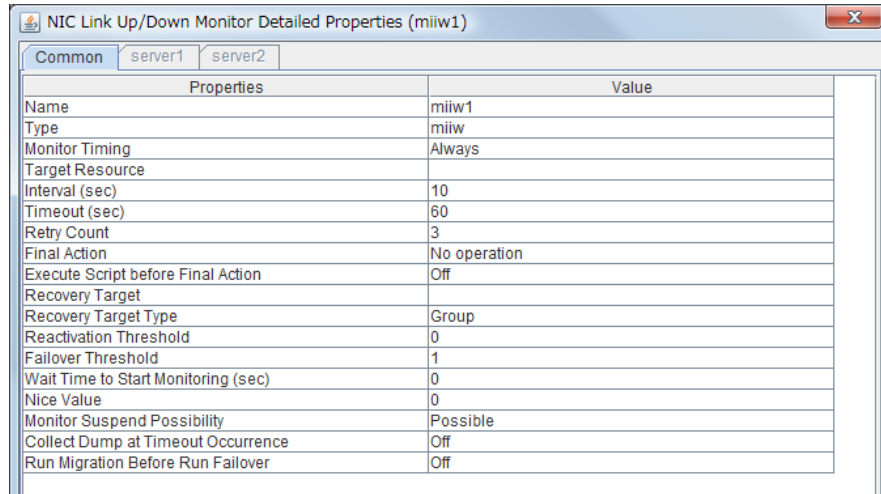 NIC Link Up/Down Monitor Detailed Properties (miiw1)
Common server1 server2
Properties Value
Name miiw1
Type miiw
Monitor Timing Always
Target Resource
Interval (sec) 10
Timeout (sec) 60
Retry Count 3
Final Action No operation
Execute Script before Final Action Off
Recovery Target
Recovery Target Type Group
Reactivation Threshold 0
Failover Threshold 1
Wait Time to Start Monitoring (sec) 0
Nice Value 0
Monitor Suspend Possibility Possible
Collect Dump at Timeout Occurrence Off
Run Migration Before Run Failover Off